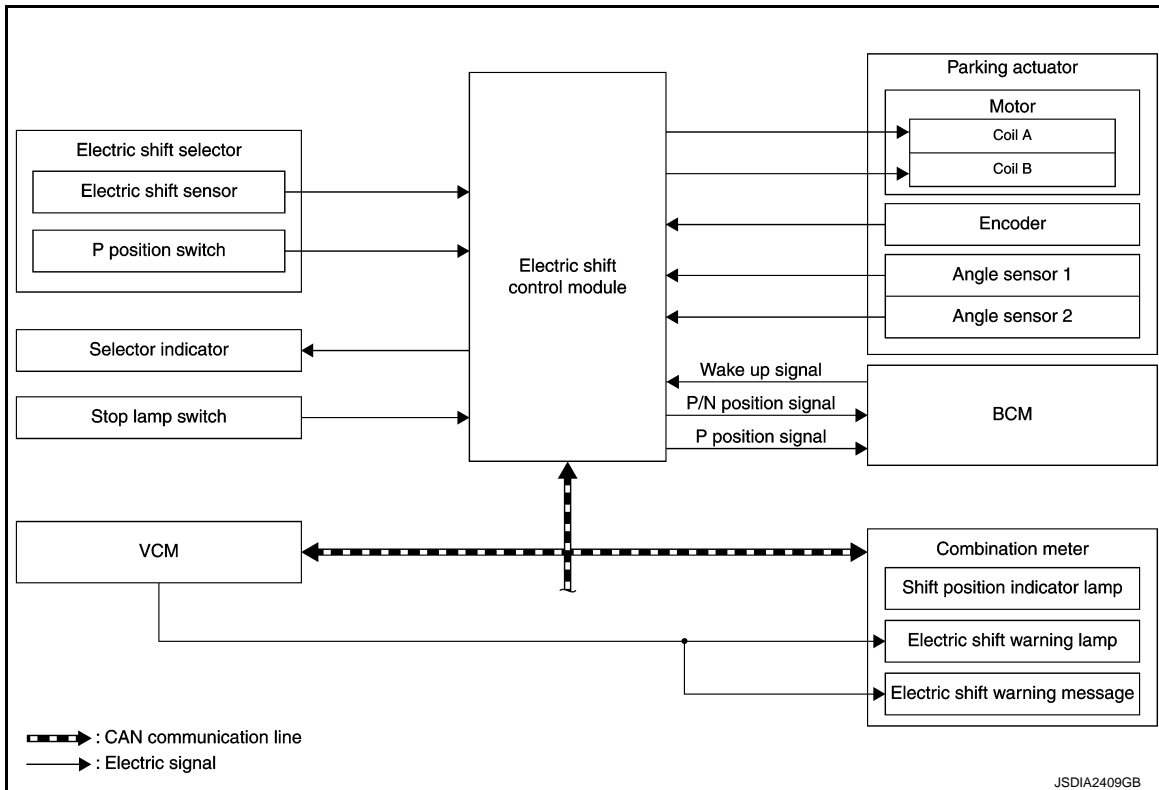 Electric shift selector
Electric shift sensor
P position switch
Selector indicator
Stop lamp switch
VCM
Electric shift
control module
Parking actuator
Motor
Coil A
Coil B
Encoder
Angle sensor 1
Angle sensor 2
Wake up signal
P/N position signal
P position signal
BCM
Combination meter
Shift position indicator lamp
Electric shift warning lamp
Electric shift warning message
: CAN communication line
: Electric signal
JSDIA2409GB